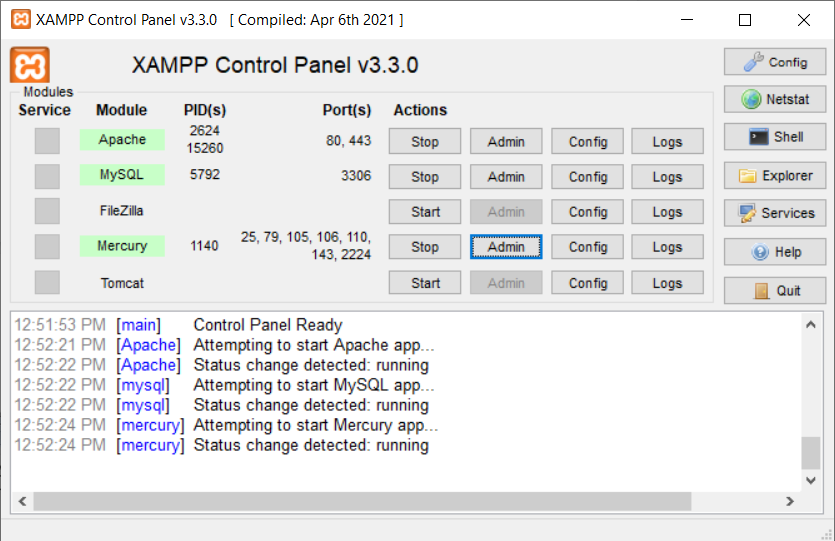 XAMPP Control Panel v3.3.0 [ Compiled: Apr 6th 2021 ]
XAMPP Control Panel v3.3.0
Config
Modules
Service Module PID(s) Port(s) Actions
Netstat
Apache 2624 15260 80, 443 Stop Admin Config Logs
Shell
MySQL 5792 3306 Stop Admin Config Logs
Explorer
FileZilla Start Admin Config Logs
Services
Mercury 1140 25, 79, 105, 106, 110, 143, 2224 Stop Admin Config Logs
Help
Tomcat Start Admin Config Logs
Quit
12:51:53 PM [main] Control Panel Ready
12:52:21 PM [Apache] Attempting to start Apache app...
12:52:22 PM [Apache] Status change detected: running
12:52:22 PM [mysql] Attempting to start MySQL app...
12:52:22 PM [mysql] Status change detected: running
12:52:24 PM [mercury] Attempting to start Mercury app...
12:52:24 PM [mercury] Status change detected: running